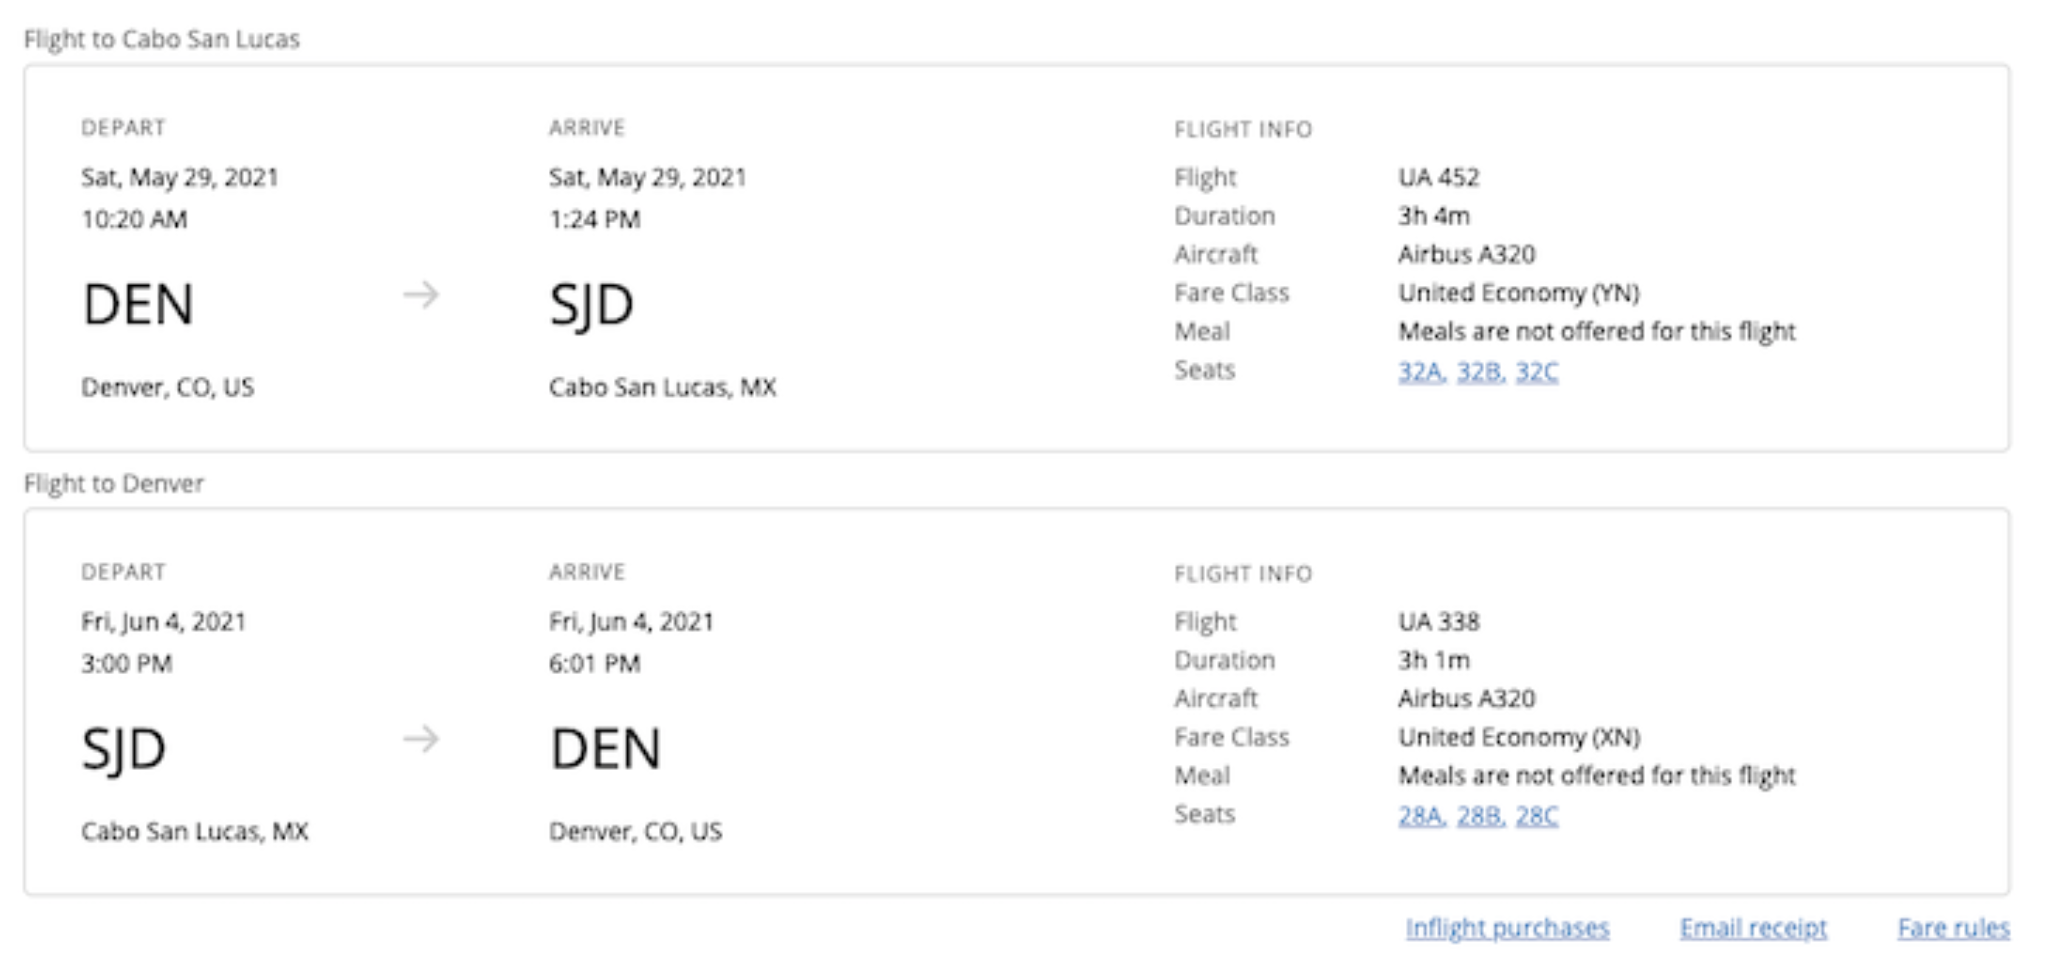 Flight to Cabo San Lucas
DEPART
Sat, May 29, 2021
10:20 AM
DEN
Denver, CO, US
→
ARRIVE
Sat, May 29, 2021
1:24 PM
SJD
Cabo San Lucas, MX
FLIGHT INFO
Flight UA 452
Duration 3h 4m
Aircraft Airbus A320
Fare Class United Economy (YN)
Meal Meals are not offered for this flight
Seats 32A, 32B, 32C
Flight to Denver
DEPART
Fri, Jun 4, 2021
3:00 PM
SJD
Cabo San Lucas, MX
→
ARRIVE
Fri, Jun 4, 2021
6:01 PM
DEN
Denver, CO, US
FLIGHT INFO
Flight UA 338
Duration 3h 1m
Aircraft Airbus A320
Fare Class United Economy (XN)
Meal Meals are not offered for this flight
Seats 28A, 28B, 28C
Inflight purchases Email receipt Fare rules